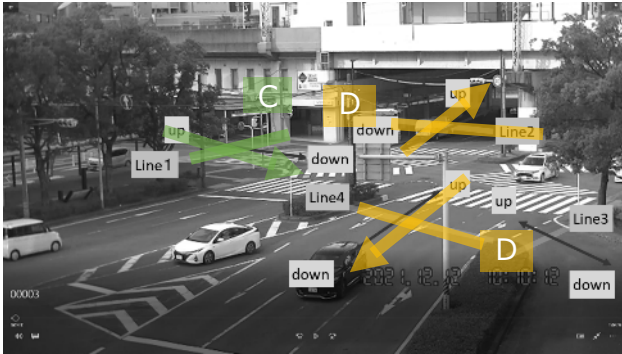 C
D
up
up
down
Line2
Line1
down
up
up
Line4
Line3
D
down
down
2021.12.12 10:10:12
00003